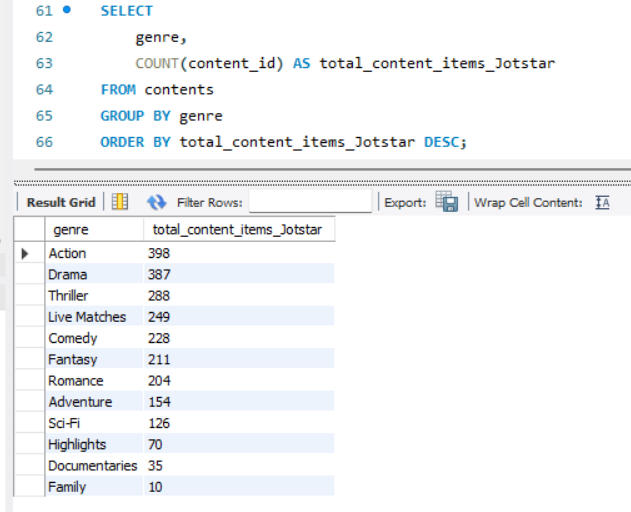 61 SELECT
62 genre,
63 COUNT(content_id) AS total_content_items_Jotstar
64 FROM contents
65 GROUP BY genre
66 ORDER BY total_content_items_Jotstar DESC;
Result Grid Filter Rows: Export: Wrap Cell Content: IA
genre total_content_items_Jotstar
Action 398
Drama 387
Thriller 288
Live Matches 249
Comedy 228
Fantasy 211
Romance 204
Adventure 154
Sci-Fi 126
Highlights 70
Documentaries 35
Family 10